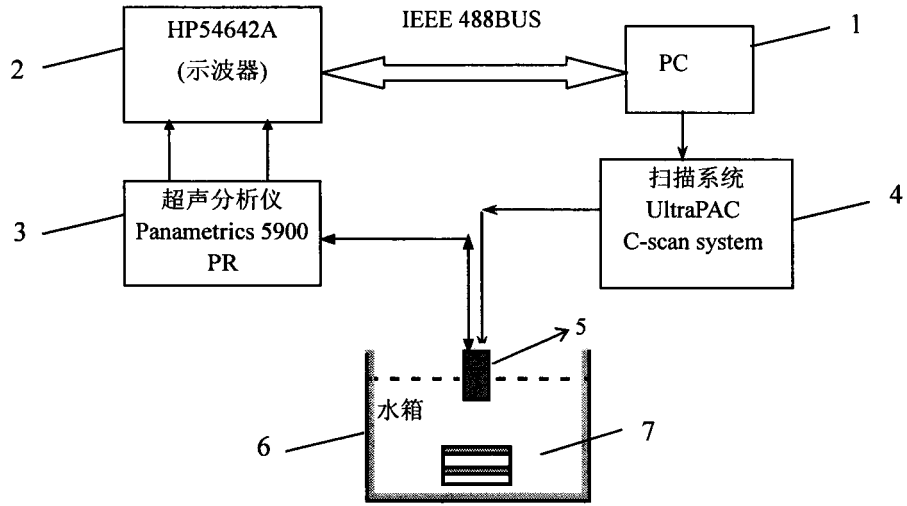 HP54642A
(示波器)
2
IEEE 488BUS
PC
1
超声分析仪
Panametrics 5900
PR
3
扫描系统
UltraPAC
C-scan system
4
5
水箱
6
7